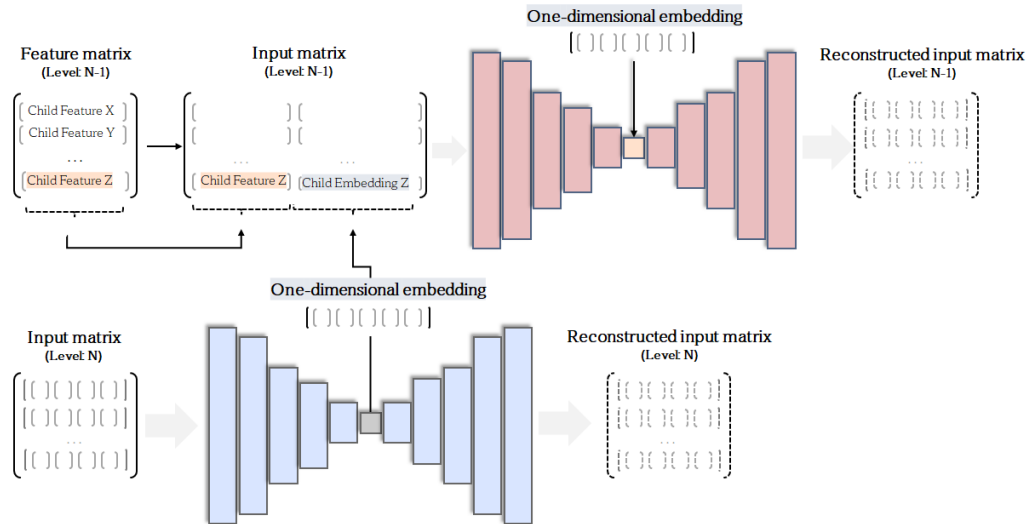 One-dimensional embedding
Feature matrix
(Level: N-1)
Input matrix
(Level: N-1)
Reconstructed input matrix
(Level: N-1)
Child Feature X
Child Feature Y
...
Child Feature Z
... ...
Child Feature Z Child Embedding Z
...
One-dimensional embedding
Input matrix
(Level: N)
Reconstructed input matrix
(Level: N)
...
...